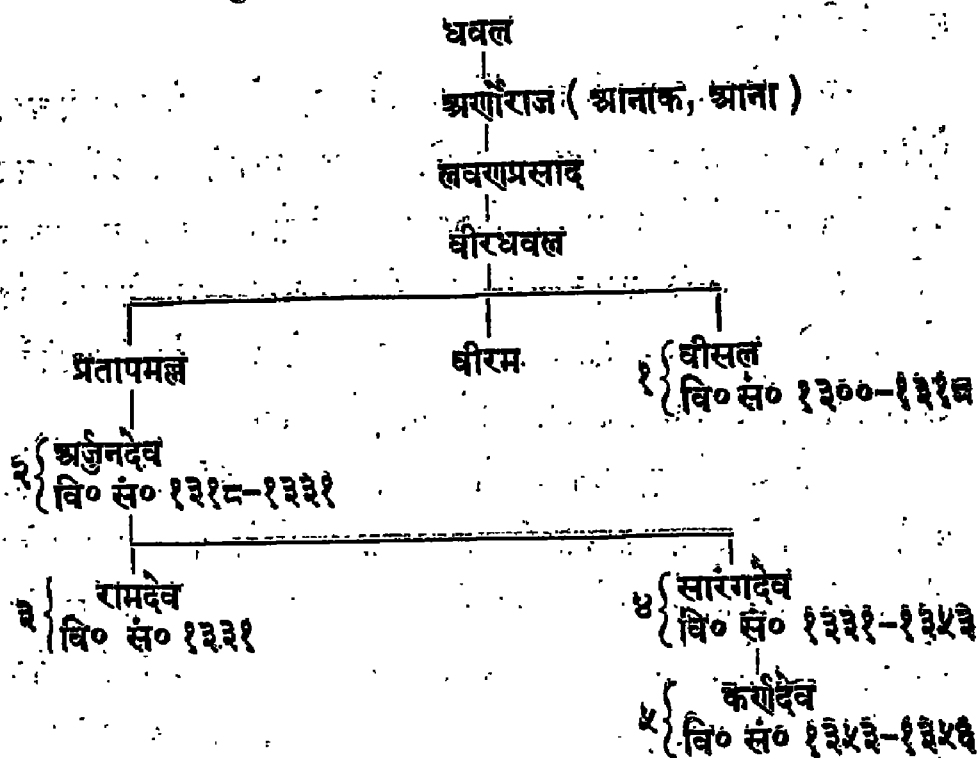 धवल
अर्णोराज ( आनाक, आना )
लवणप्रसाद
वीरधवल
प्रतापमल्ल
वीरम
१ वीसल
वि० सं० १३००-१३१८
२ अर्जुनदेव
वि० सं० १३१८-१३३१
३ रामदेव
वि० सं० १३३१
४ सारंगदेव
वि० सं० १३३१-१३५३
५ कर्णदेव
वि० सं० १३५३-१३५६